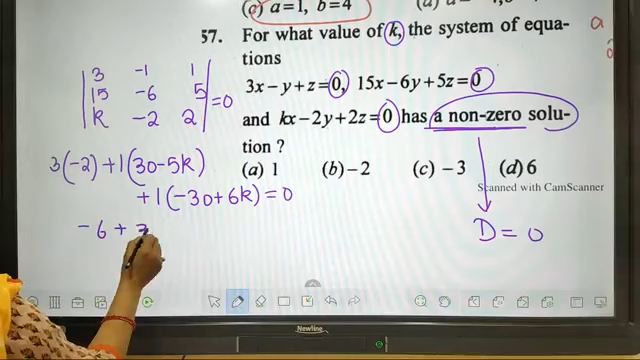 (c) a=1, b=4
57. For what value of k, the system of equa-
tions
3x−y+z=0, 15x−6y+5z=0
and kx−2y+2z=0 has a non-zero solu-
tion ?
(a) 1 (b) −2 (c) −3 (d) 6
Scanned with CamScanner
3 -1 1
15 -6 5 =0
k -2 2
3(-2)+1(30-5k)
+1(-30+6k)=0
-6+
D=0
a
Newline